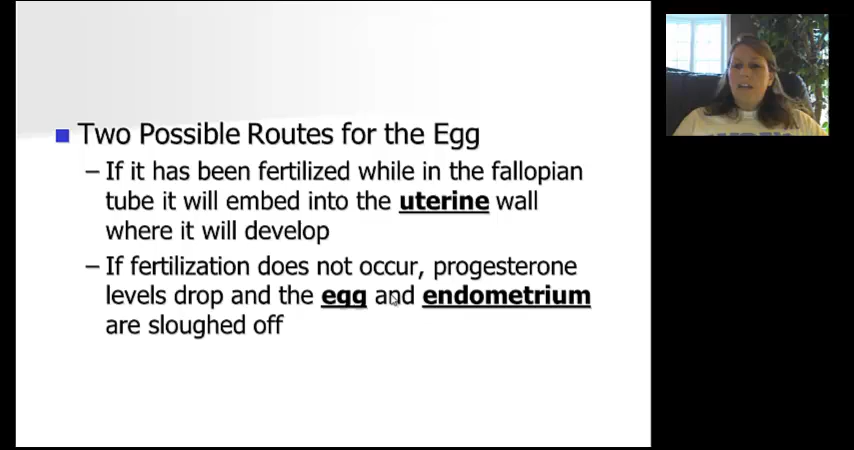 Two Possible Routes for the Egg
– If it has been fertilized while in the fallopian
tube it will embed into the uterine wall
where it will develop
– If fertilization does not occur, progesterone
levels drop and the egg and endometrium
are sloughed off